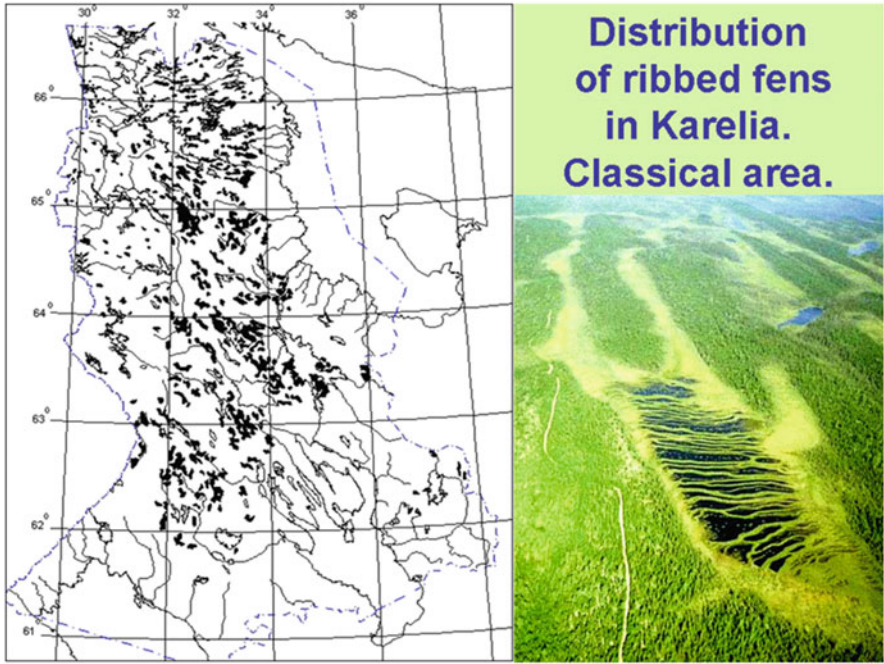 30° 32° 34° 36°
Distribution
of ribbed fens
in Karelia.
Classical area.
66°
65°
64°
63°
62°
61°